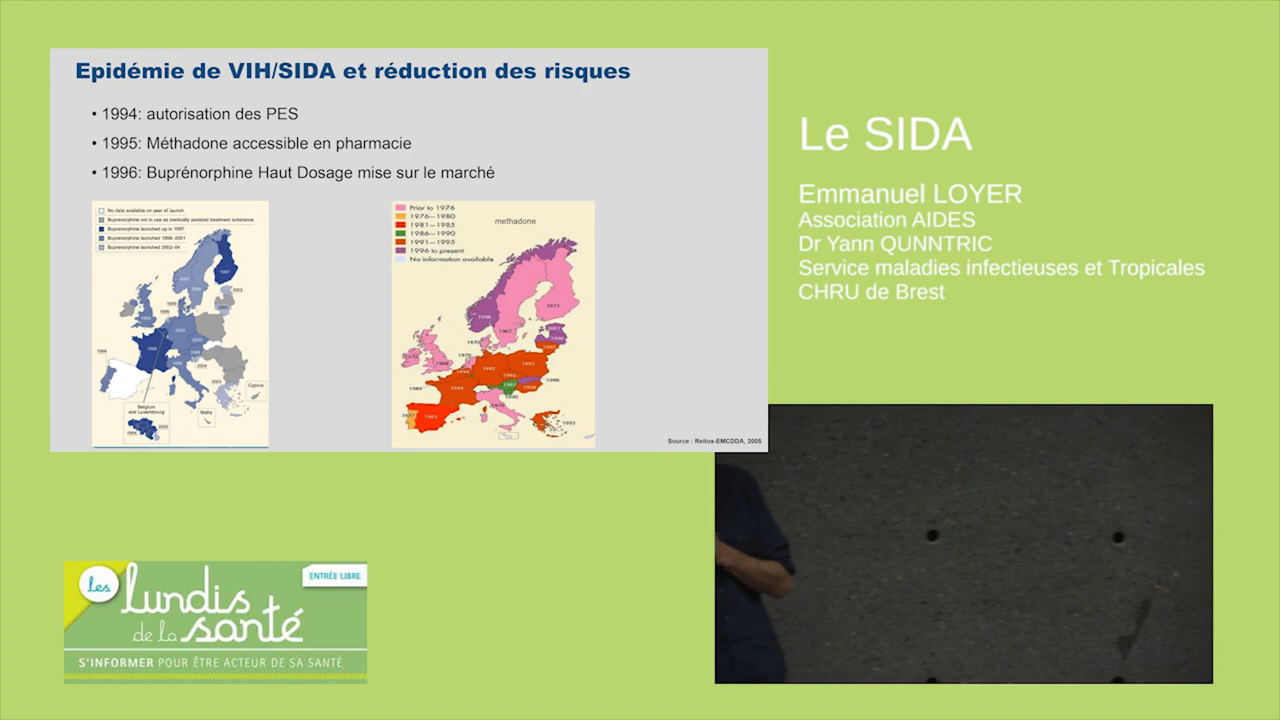 Epidémie de VIH/SIDA et réduction des risques
• 1994: autorisation des PES
• 1995: Méthadone accessible en pharmacie
• 1996: Buprénorphine Haut Dosage mise sur le marché
No data available on year of launch
Buprenorphine not in use as medically assisted treatment substance
Buprenorphine launched up to 1997
Buprenorphine launched 1998–2001
Buprenorphine launched 2002–04
Cyprus
Malta
Belgium
and Luxembourg
methadone
Prior to 1976
1976—1980
1981—1985
1986—1990
1991—1995
1996 to present
No information available
Source : Reitox-EMCDDA, 2005
Le SIDA
Emmanuel LOYER
Association AIDES
Dr Yann QUNNTRIC
Service maladies infectieuses et Tropicales
CHRU de Brest
les
lundis
de la santé
ENTRÉE LIBRE
S'INFORMER POUR ÊTRE ACTEUR DE SA SANTÉ